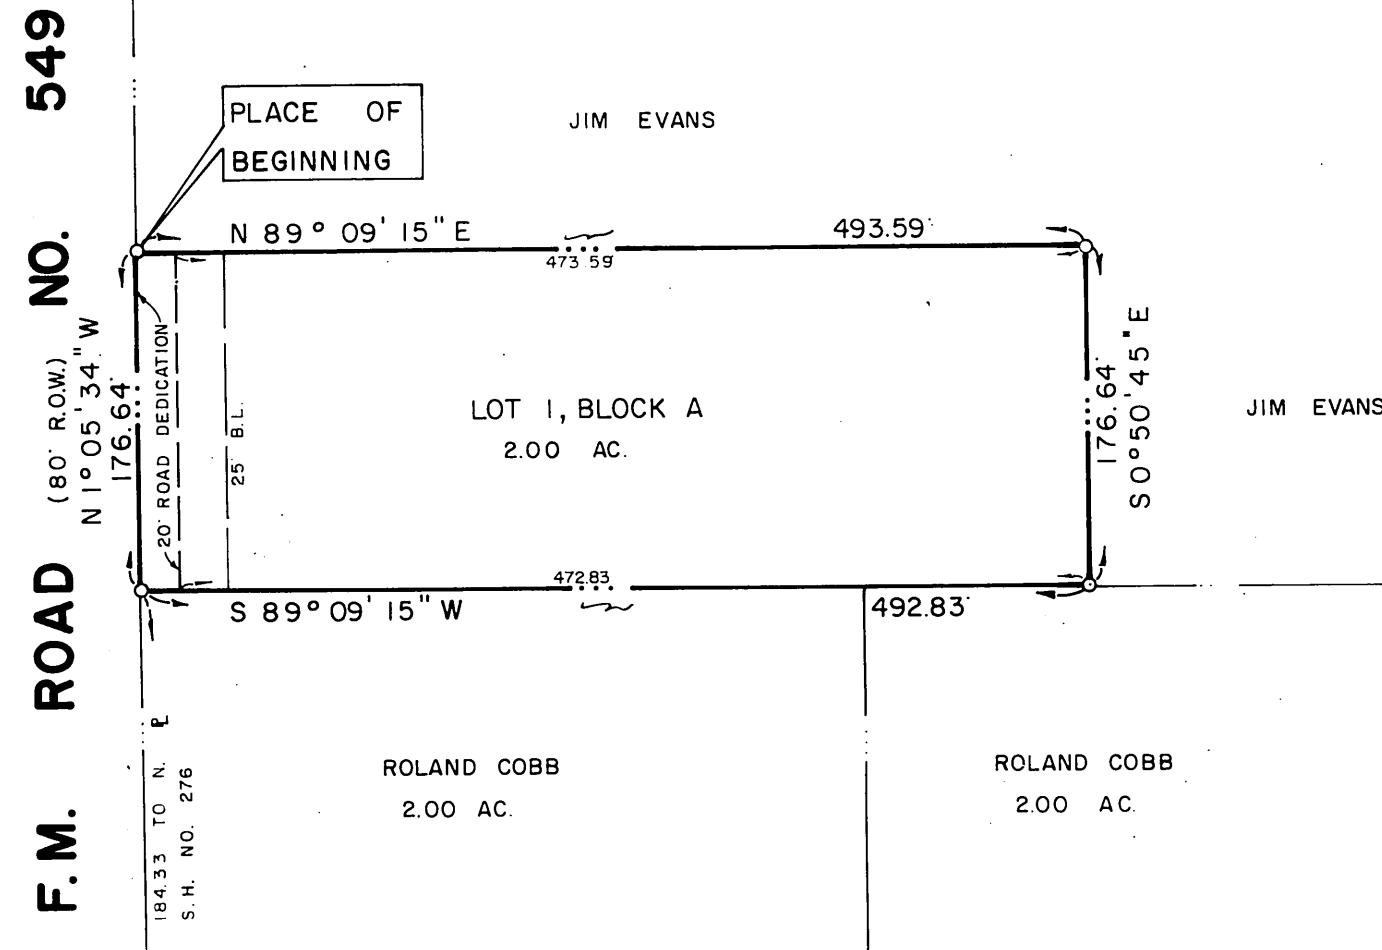 F.M. ROAD NO. 549
PLACE OF
BEGINNING
JIM EVANS
N 89° 09' 15" E
493.59'
473.59'
(80' R.O.W.)
N 1° 05' 34" W
176.64'
20' ROAD DEDICATION
25' B.L.
LOT 1, BLOCK A
2.00 AC.
176.64'
S 0° 50' 45" E
JIM EVANS
472.83
S 89° 09' 15" W
492.83'
184.33 TO N. PL
S.H. NO. 276
ROLAND COBB
2.00 AC.
ROLAND COBB
2.00 AC.